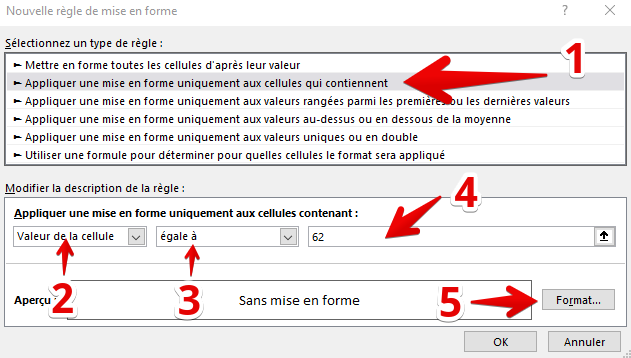 Nouvelle règle de mise en forme
?
Sélectionnez un type de règle :
► Mettre en forme toutes les cellules d'après leur valeur
► Appliquer une mise en forme uniquement aux cellules qui contiennent
1
► Appliquer une mise en forme uniquement aux valeurs rangées parmi les premières ou les dernières valeurs
► Appliquer une mise en forme uniquement aux valeurs au-dessus ou en dessous de la moyenne
► Appliquer une mise en forme uniquement aux valeurs uniques ou en double
► Utiliser une formule pour déterminer pour quelles cellules le format sera appliqué
Modifier la description de la règle :
Appliquer une mise en forme uniquement aux cellules contenant :
4
Valeur de la cellule égale à 62
2 3
Aperçu : Sans mise en forme 5 Format...
OK Annuler